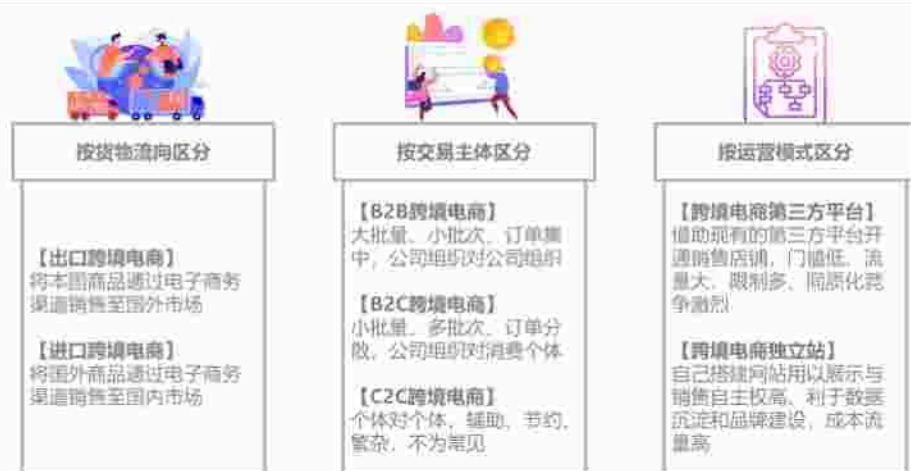 按货物流向区分
【出口跨境电商】
将本国商品通过电子商务
渠道销售至国外市场
【进口跨境电商】
将国外商品通过电子商务
渠道销售至国内市场
按交易主体区分
【B2B跨境电商】
大批量、小批次、订单集
中，公司组织对公司组织
【B2C跨境电商】
小批量、多批次、订单分
散，公司组织对消费个体
【C2C跨境电商】
个体对个体，辅助、节约、
繁杂，不为常见
按运营模式区分
【跨境电商第三方平台】
借助现有的第三方平台开
通销售店铺，门槛低、流
量大、限制多、同质化竞
争激烈
【跨境电商独立站】
自己搭建网站用以展示与
销售自主权高、利于数据
沉淀和品牌建设，成本流
量高